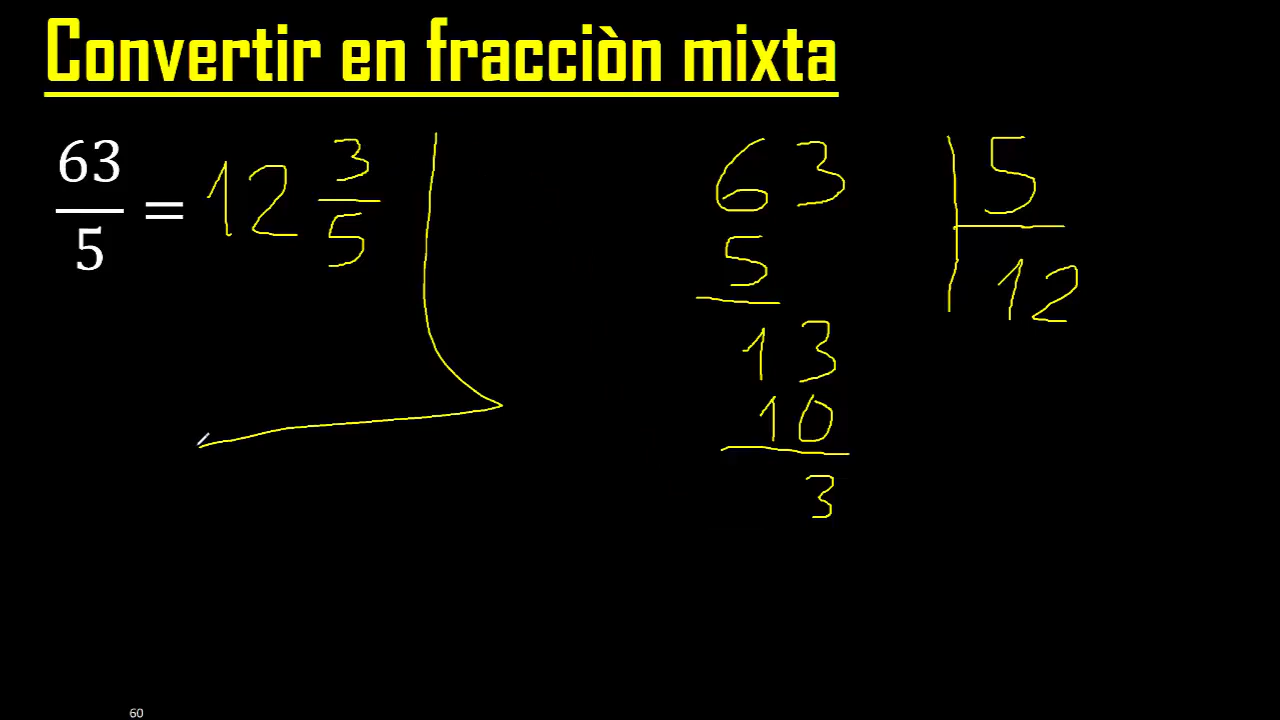 Convertir en fracciòn mixta
63/5 = 12 3/5
63 | 5
5
12
13
10
3
60